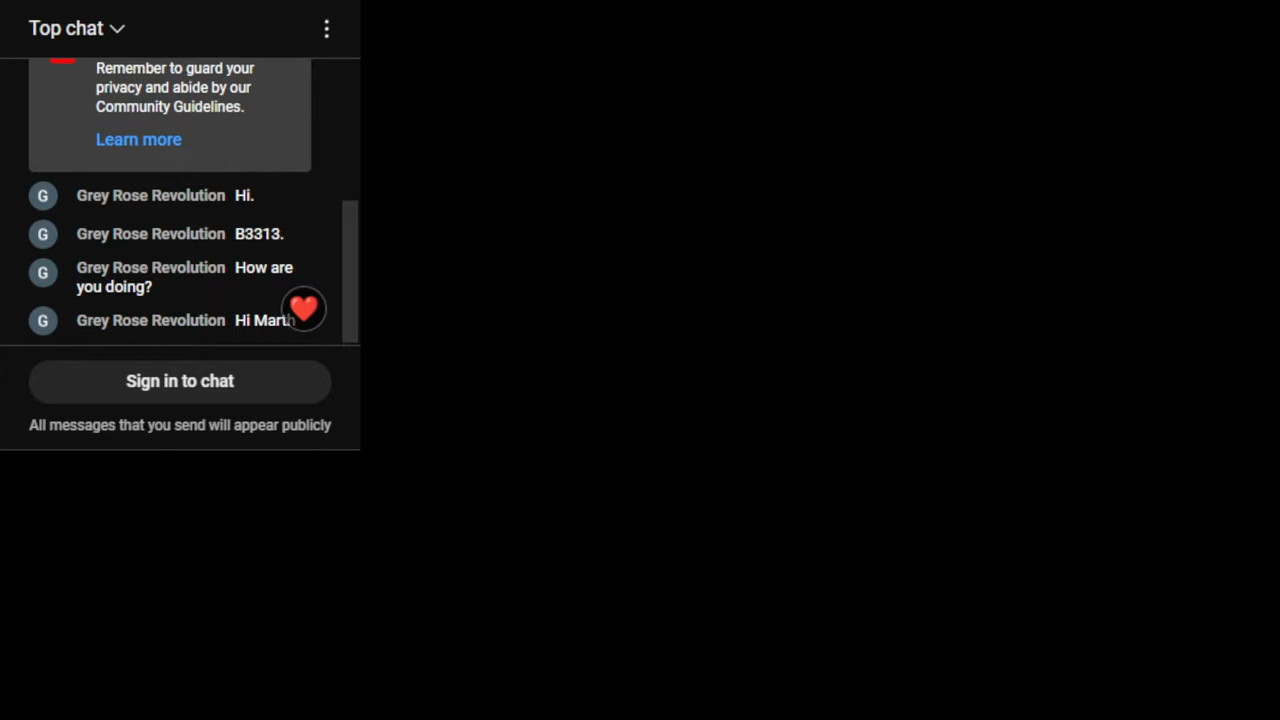 Top chat
Remember to guard your
privacy and abide by our
Community Guidelines.
Learn more
G Grey Rose Revolution Hi.
G Grey Rose Revolution B3313.
G Grey Rose Revolution How are
you doing?
G Grey Rose Revolution Hi Marth
Sign in to chat
All messages that you send will appear publicly